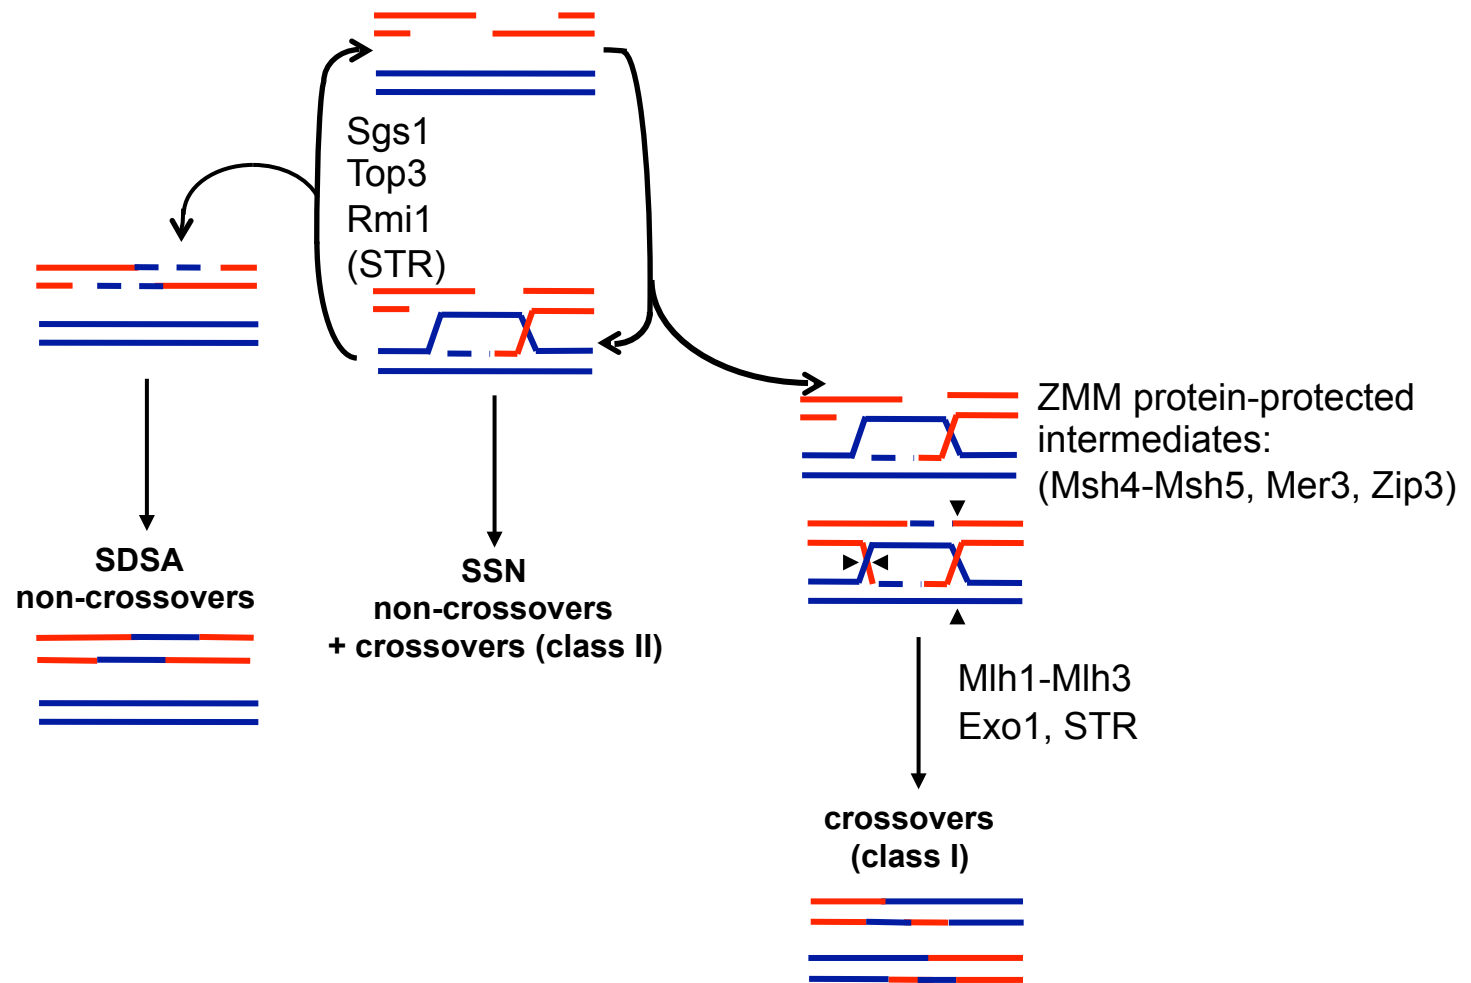 Sgs1
Top3
Rmi1
(STR)
ZMM protein-protected
intermediates:
(Msh4-Msh5, Mer3, Zip3)
SDSA
non-crossovers
SSN
non-crossovers
+ crossovers (class II)
Mlh1-Mlh3
Exo1, STR
crossovers
(class I)